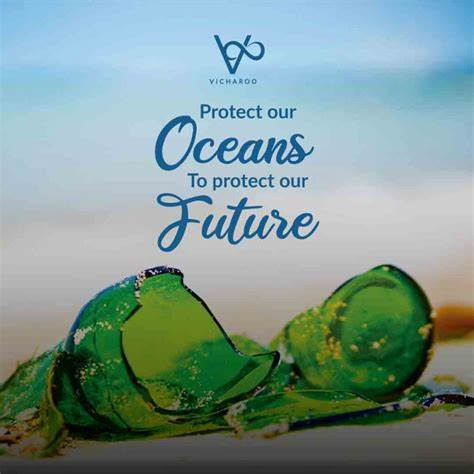 VICHARGO
Protect our
Oceans
To protect our
Future